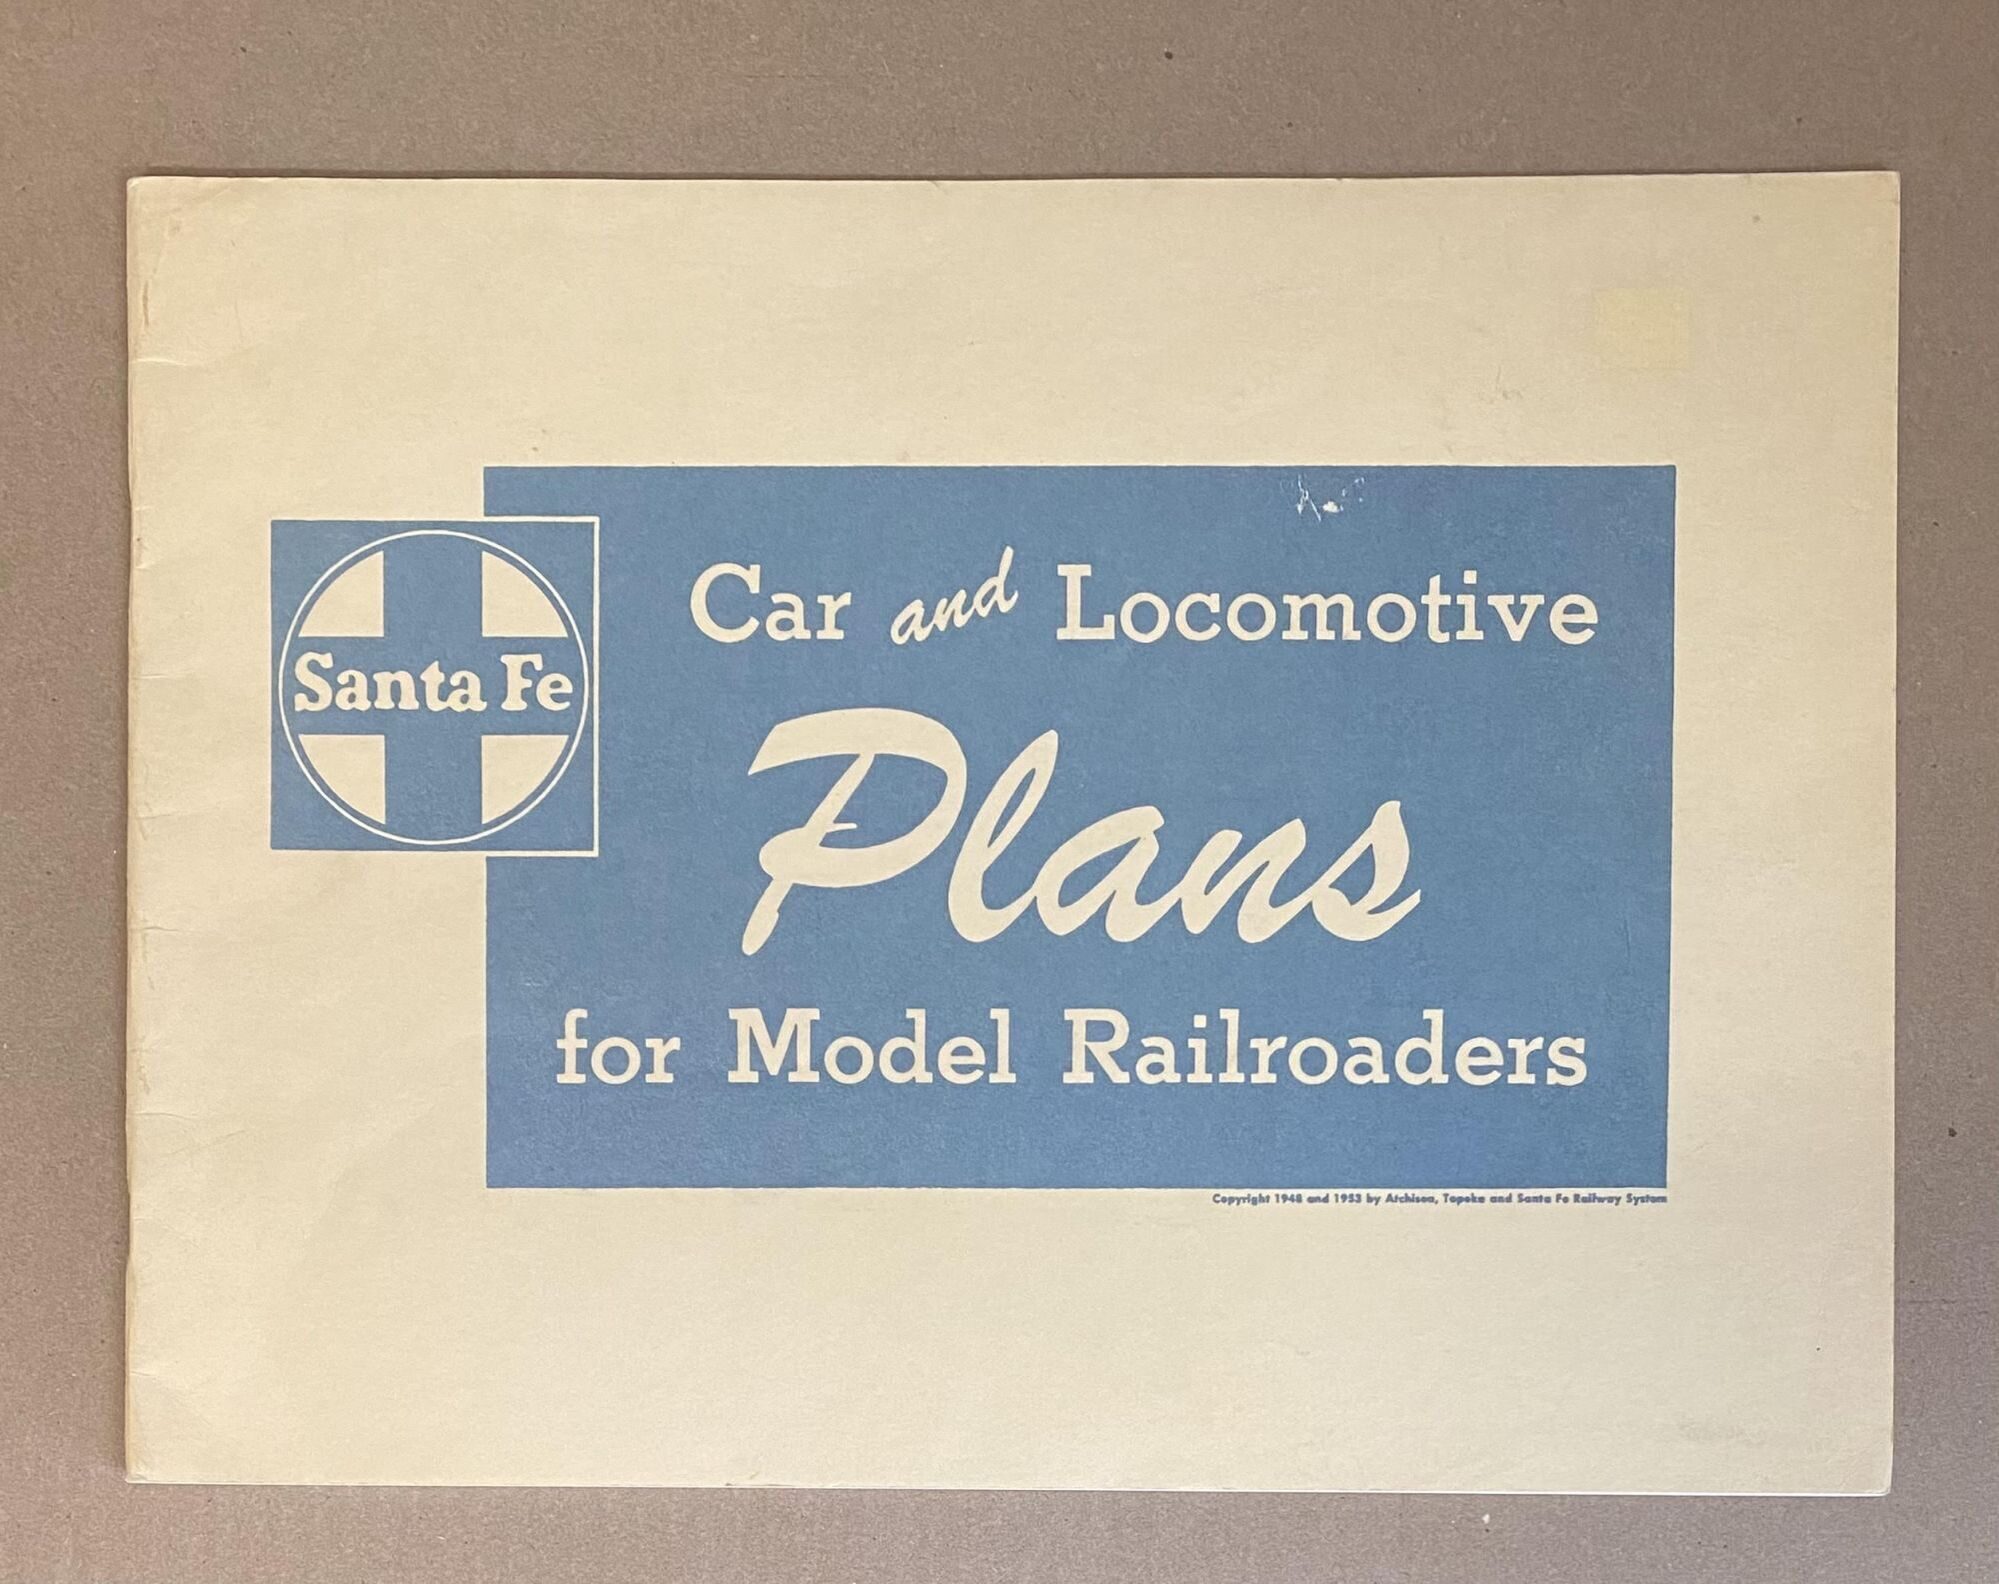 Santa Fe
Car and Locomotive
Plans
for Model Railroaders
Copyright 1948 and 1953 by Atchison, Topeka and Santa Fe Railway System